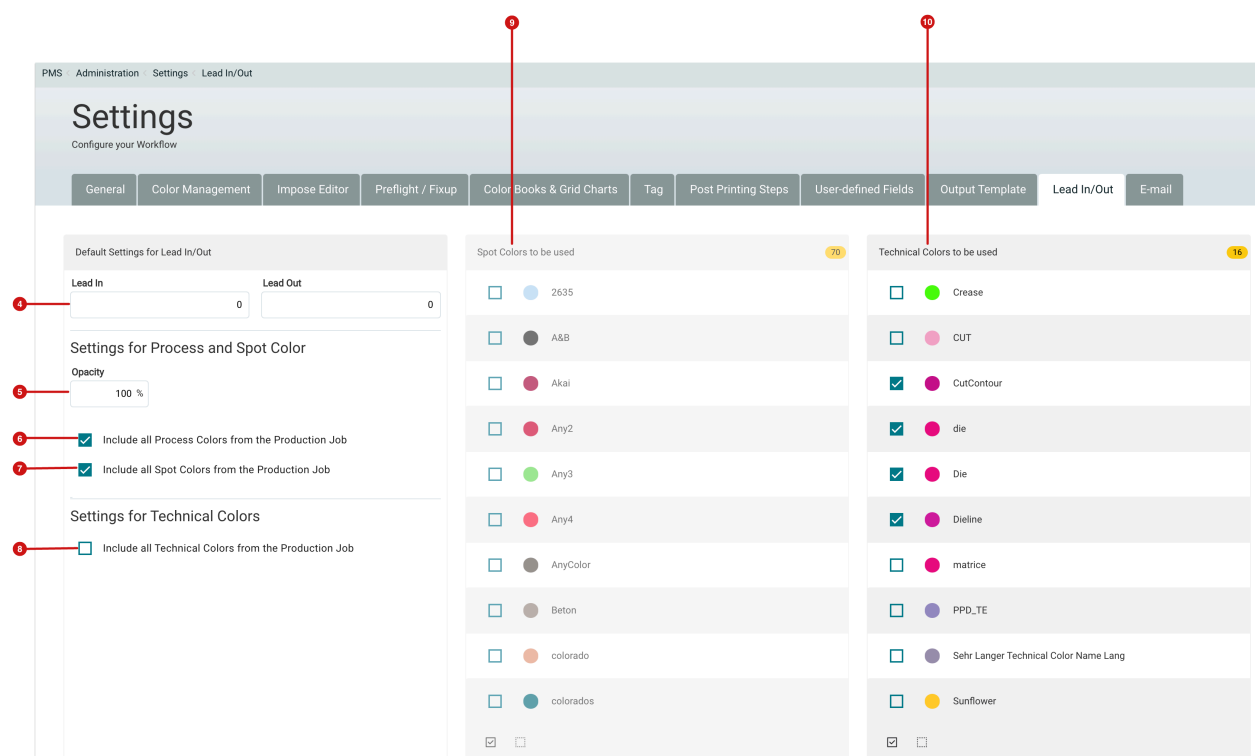 9
10
PMS Administration Settings Lead In/Out
Settings
Configure your Workflow
General Color Management Impose Editor Preflight / Fixup Color Books & Grid Charts Tag Post Printing Steps User-defined Fields Output Template Lead In/Out E-mail
Default Settings for Lead In/Out
Lead In Lead Out
4 0 0
Settings for Process and Spot Color
Opacity
5 100 %
6 Include all Process Colors from the Production Job
7 Include all Spot Colors from the Production Job
Settings for Technical Colors
8 Include all Technical Colors from the Production Job
Spot Colors to be used 70
2635
A&B
Akai
Any2
Any3
Any4
AnyColor
Beton
colorado
colorados
Technical Colors to be used 16
Crease
CUT
CutContour
die
Die
Dieline
matrice
PPD_TE
Sehr Langer Technical Color Name Lang
Sunflower